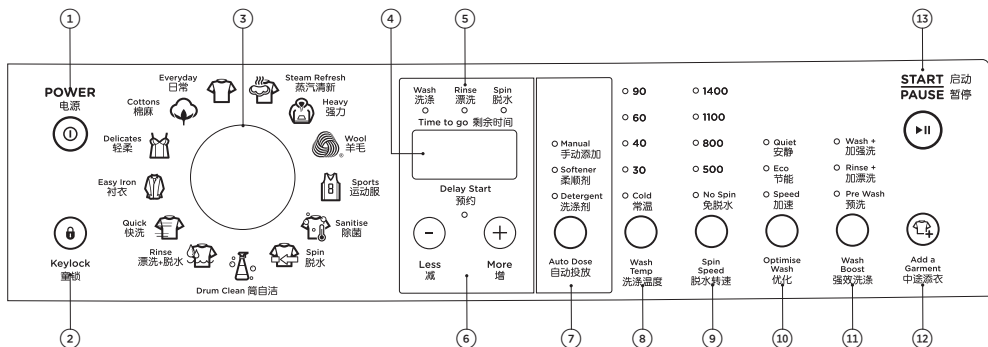 1
3
4
5
13
POWER
电源
Everyday
日常
Cottons
棉麻
Delicates
轻柔
Easy Iron
衬衣
Quick
快洗
Rinse
漂洗+脱水
Drum Clean 筒自洁
Steam Refresh
蒸汽清新
Heavy
强力
Wool
羊毛
Sports
运动服
Sanitise
除菌
Spin
脱水
Keylock
童锁
Wash Rinse Spin
洗涤 漂洗 脱水
Time to go 剩余时间
Delay Start
预约
- +
Less More
减 增
Manual
手动添加
Softener
柔顺剂
Detergent
洗涤剂
Auto Dose
自动投放
90
60
40
30
Cold
常温
Wash
Temp
洗涤温度
1400
1100
800
500
No Spin
免脱水
Spin
Speed
脱水转速
Quiet
安静
Eco
节能
Speed
加速
Optimise
Wash
优化
Wash +
加强洗
Rinse +
加漂洗
Pre Wash
预洗
Wash
Boost
强效洗涤
START 启动
PAUSE 暂停
Add a
Garment
中途添衣
2
6
7
8
9
10
11
12